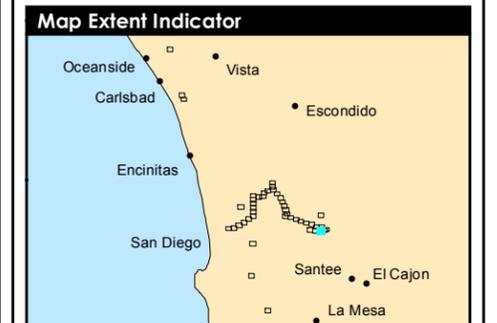 Map Extent Indicator
Oceanside
Vista
Carlsbad
Escondido
Encinitas
San Diego
Santee
El Cajon
La Mesa